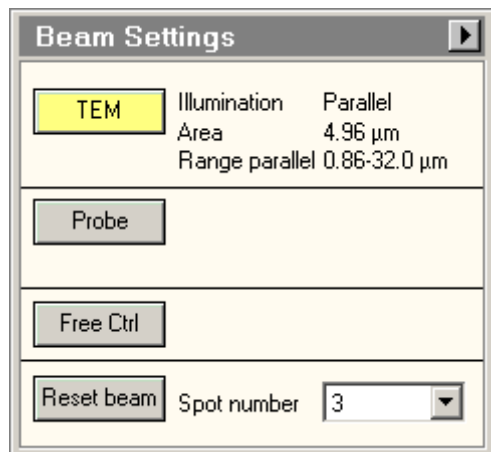 Beam Settings
TEM Illumination Parallel
Area 4.96 µm
Range parallel 0.86-32.0 µm
Probe
Free Ctrl
Reset beam Spot number 3